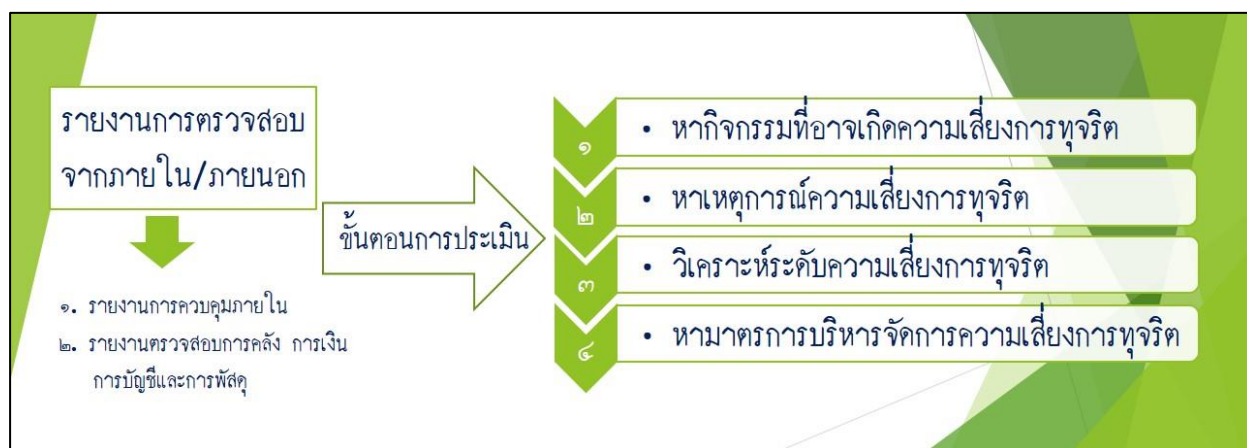 รายงานการตรวจสอบ
จากภายใน/ภายนอก
๑. รายงานการควบคุมภายใน
๒. รายงานตรวจสอบการคลัง การเงิน
การบัญชีและการพัสดุ
ขั้นตอนการประเมิน
๑ • หากิจกรรมที่อาจเกิดความเสี่ยงการทุจริต
๒ • หาเหตุการณ์ความเสี่ยงการทุจริต
๓ • วิเคราะห์ระดับความเสี่ยงการทุจริต
๔ • หามาตรการบริหารจัดการความเสี่ยงการทุจริต